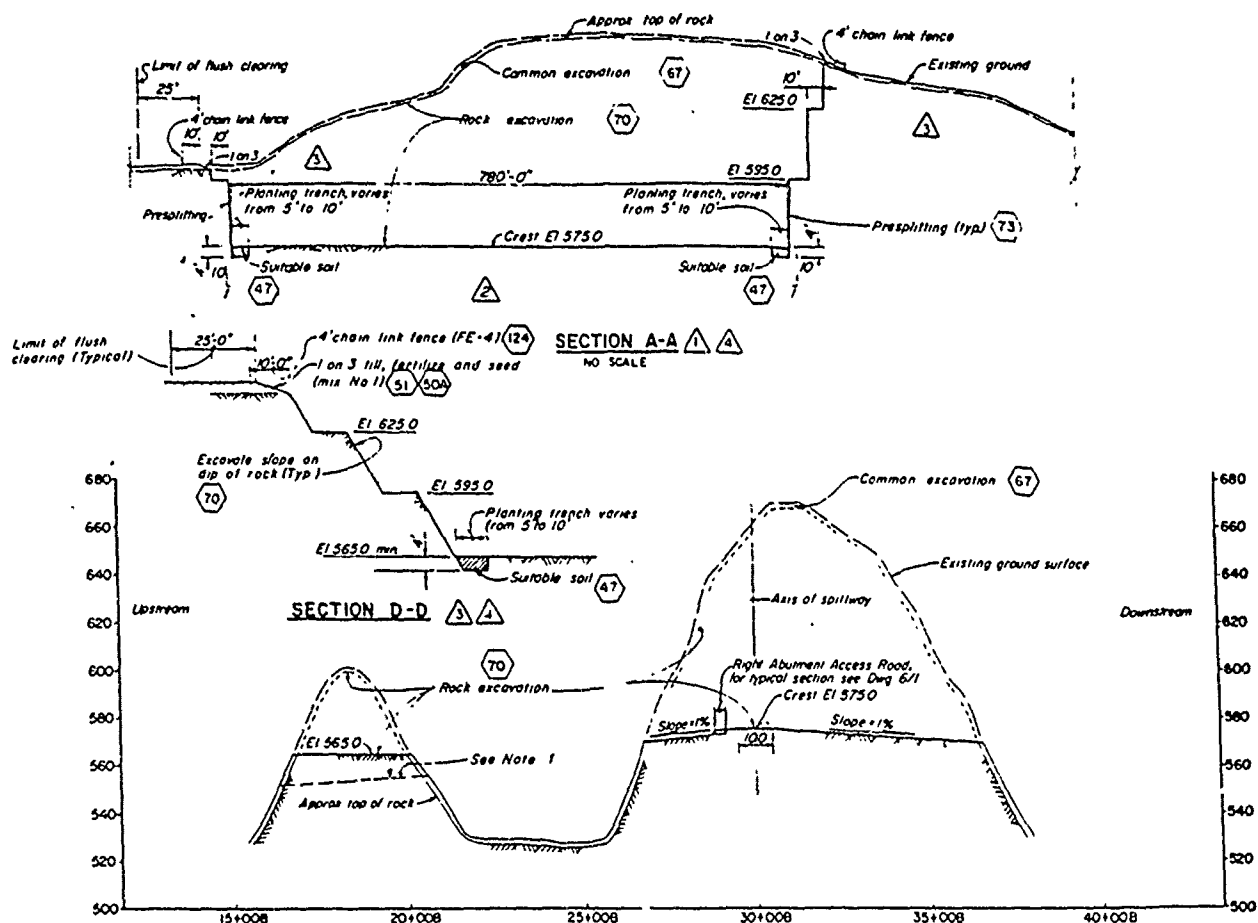 Approx top of rock
1 on 3
4' chain link fence
Limit of flush clearing
Common excavation
67
Existing ground
25'
10'
El 625.0
4' chain link fence
10'
10'
Rock excavation
70
3
1 on 3
3
780'-0"
El 595.0
Planting trench, varies
from 5' to 10'
Planting trench, varies
from 5' to 10'
Presplitting
Presplitting (typ)
73
Crest El 575.0
10'
Suitable soil
Suitable soil
10'
47
2
47
Limit of flush
clearing (Typical)
25'-0"
4' chain link fence (FE-4)
124
SECTION A-A
1
4
NO SCALE
10'-0"
1 on 3 till, fertilize and seed
(mix No 1)
51
50A
El 625.0
Excavate slope on
dip of rock (Typ)
70
El 595.0
Planting trench varies
from 5 to 10'
El 565.0 min
Suitable soil
47
SECTION D-D
3
4
Common excavation
67
Existing ground surface
Axis of spillway
Upstream
Downstream
70
Rock excavation
Right Abutment Access Road,
for typical section see Dwg 6/1
Crest El 575.0
Slope=1%
Slope=1%
100
El 565.0
See Note 1
Approx top of rock
680
660
640
620
600
580
560
540
520
500
680
660
640
620
600
580
560
540
520
500
15+00B
20+00B
25+00B
30+00B
35+00B
40+00B